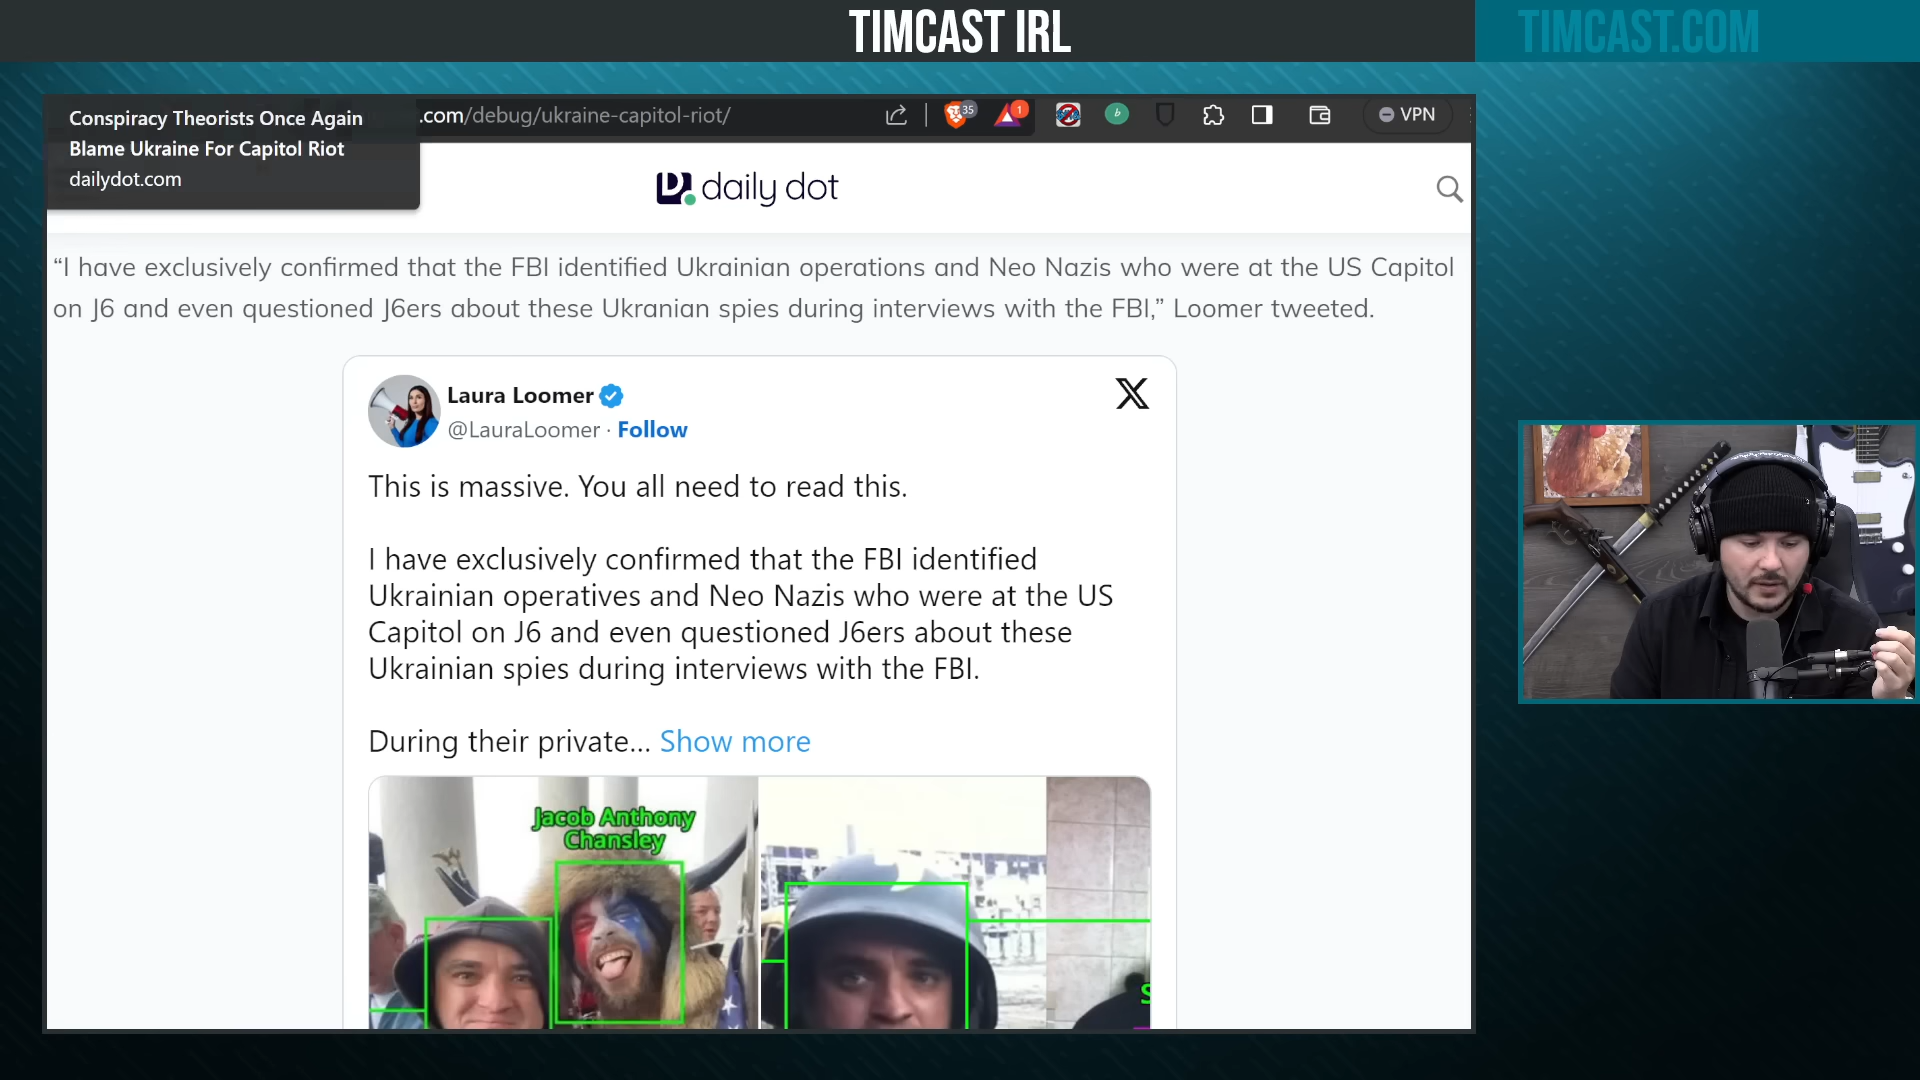 TIMCAST IRL
TIMCAST.COM
Conspiracy Theorists Once Again
Blame Ukraine For Capitol Riot
dailydot.com
.com/debug/ukraine-capitol-riot/
35
1
b
VPN
daily dot
“I have exclusively confirmed that the FBI identified Ukrainian operations and Neo Nazis who were at the US Capitol
on J6 and even questioned J6ers about these Ukranian spies during interviews with the FBI,” Loomer tweeted.
Laura Loomer
@LauraLoomer · Follow
This is massive. You all need to read this.
I have exclusively confirmed that the FBI identified
Ukrainian operatives and Neo Nazis who were at the US
Capitol on J6 and even questioned J6ers about these
Ukrainian spies during interviews with the FBI.
During their private... Show more
Jacob Anthony
Chansley
S